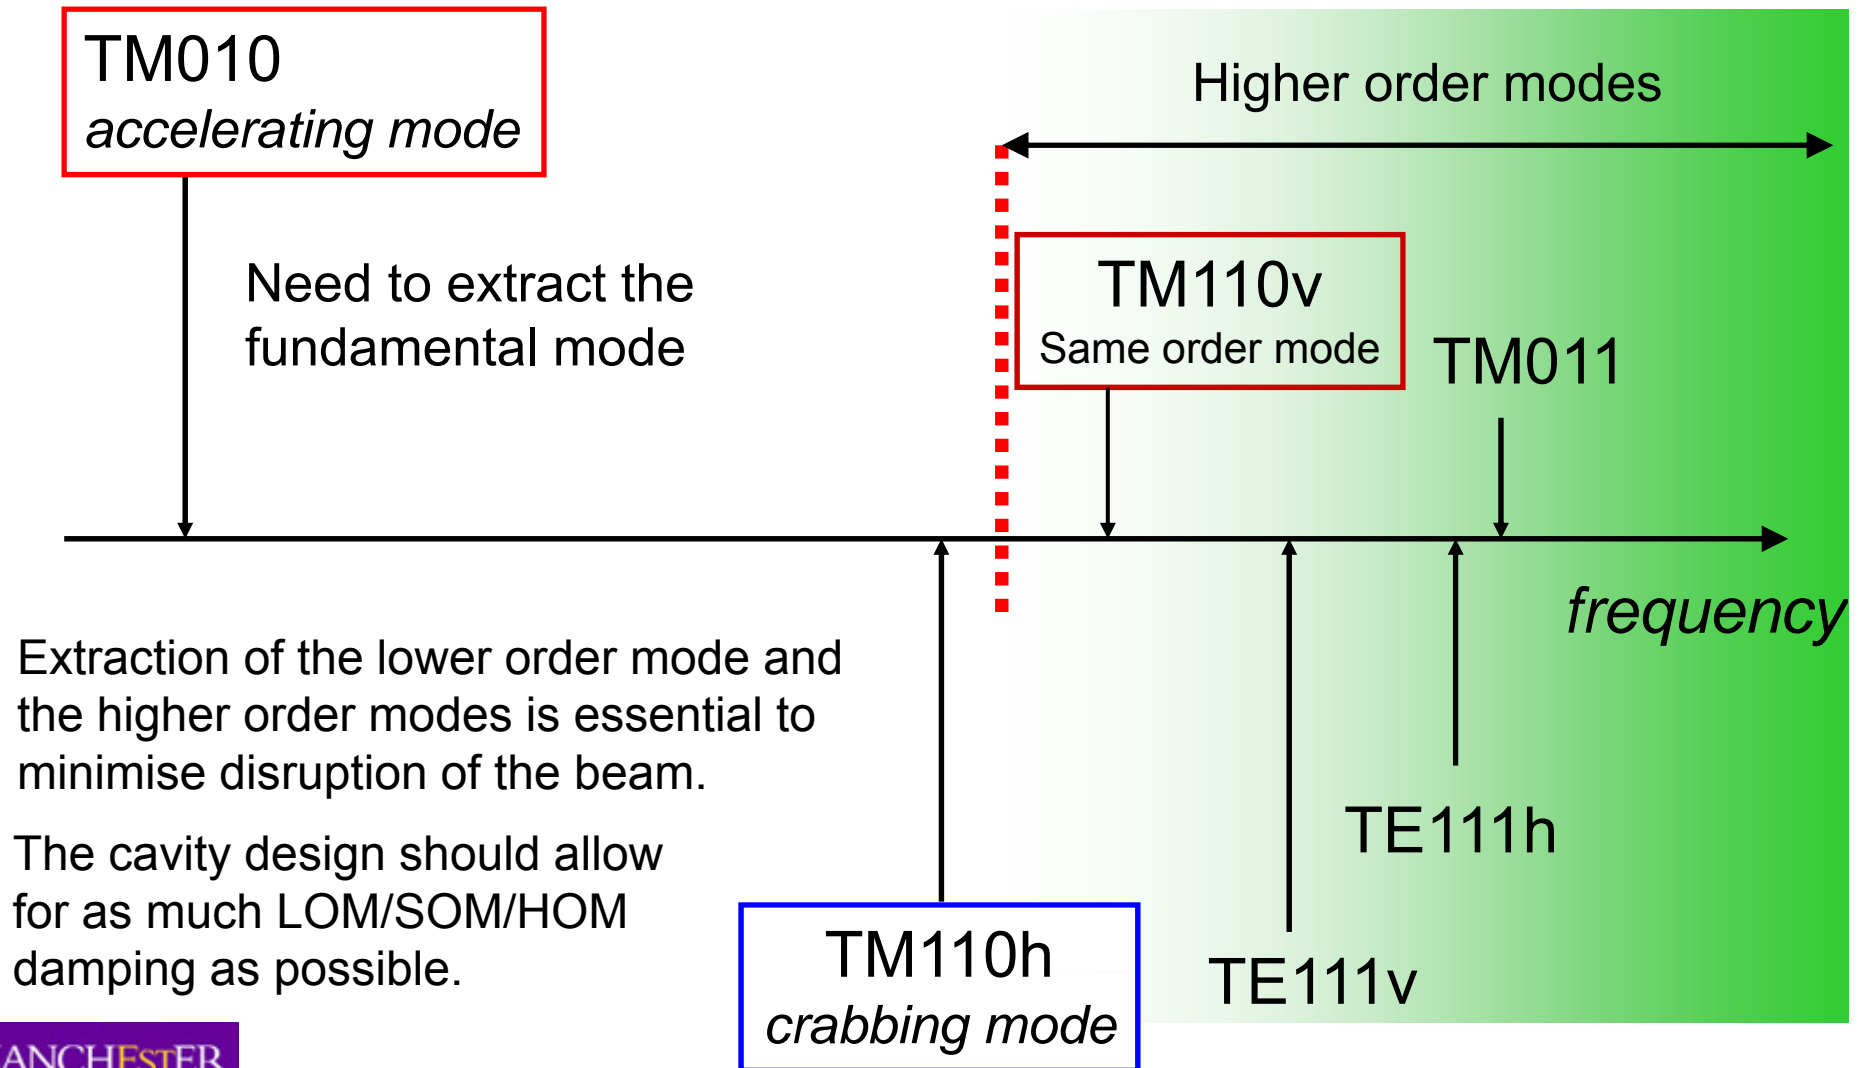 TM010
accelerating mode
Higher order modes
Need to extract the
fundamental mode
TM110v
Same order mode
TM011
frequency
Extraction of the lower order mode and
the higher order modes is essential to
minimise disruption of the beam.
TE111h
The cavity design should allow
for as much LOM/SOM/HOM
damping as possible.
TM110h
crabbing mode
TE111v
MANCHESTER